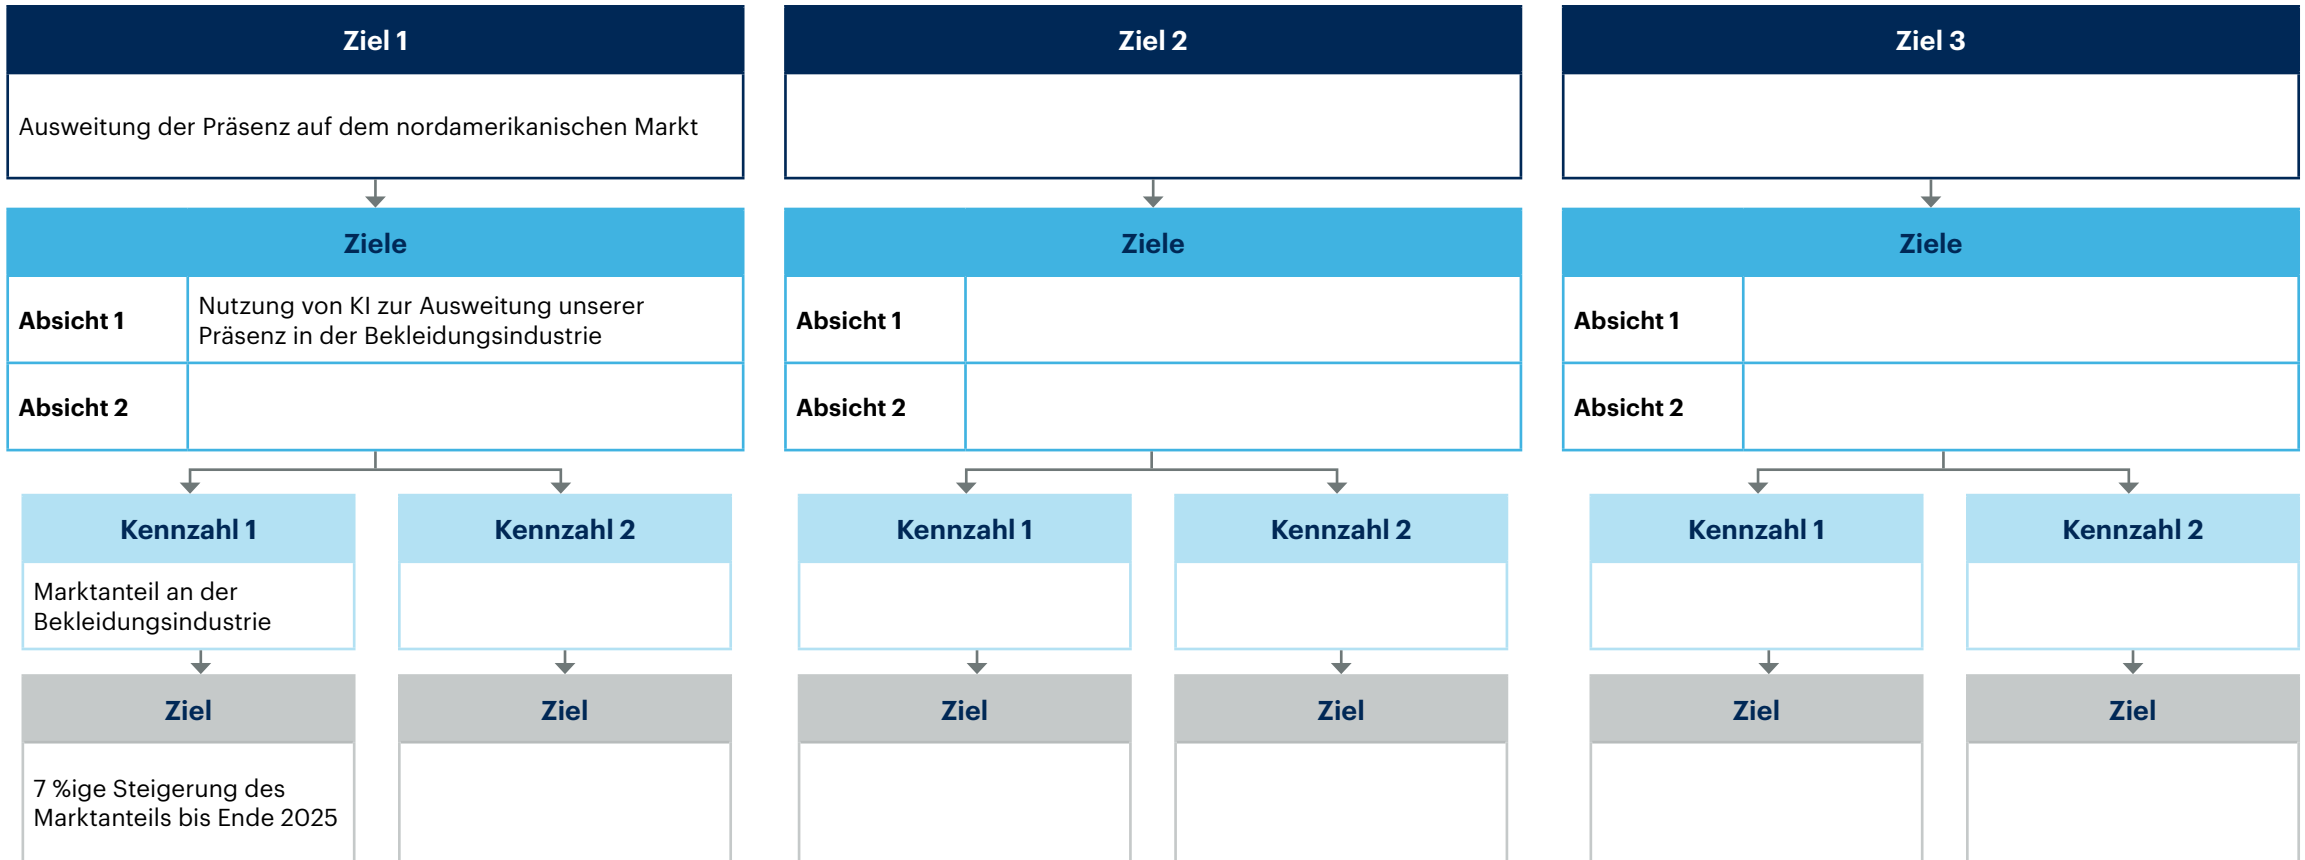 Ziel 1
Ziel 2
Ziel 3
Ausweitung der Präsenz auf dem nordamerikanischen Markt
Ziele
Ziele
Ziele
Absicht 1
Nutzung von KI zur Ausweitung unserer
Präsenz in der Bekleidungsindustrie
Absicht 1
Absicht 1
Absicht 2
Absicht 2
Absicht 2
Kennzahl 1
Kennzahl 2
Kennzahl 1
Kennzahl 2
Kennzahl 1
Kennzahl 2
Marktanteil an der
Bekleidungsindustrie
Ziel
Ziel
Ziel
Ziel
Ziel
Ziel
7 %ige Steigerung des
Marktanteils bis Ende 2025